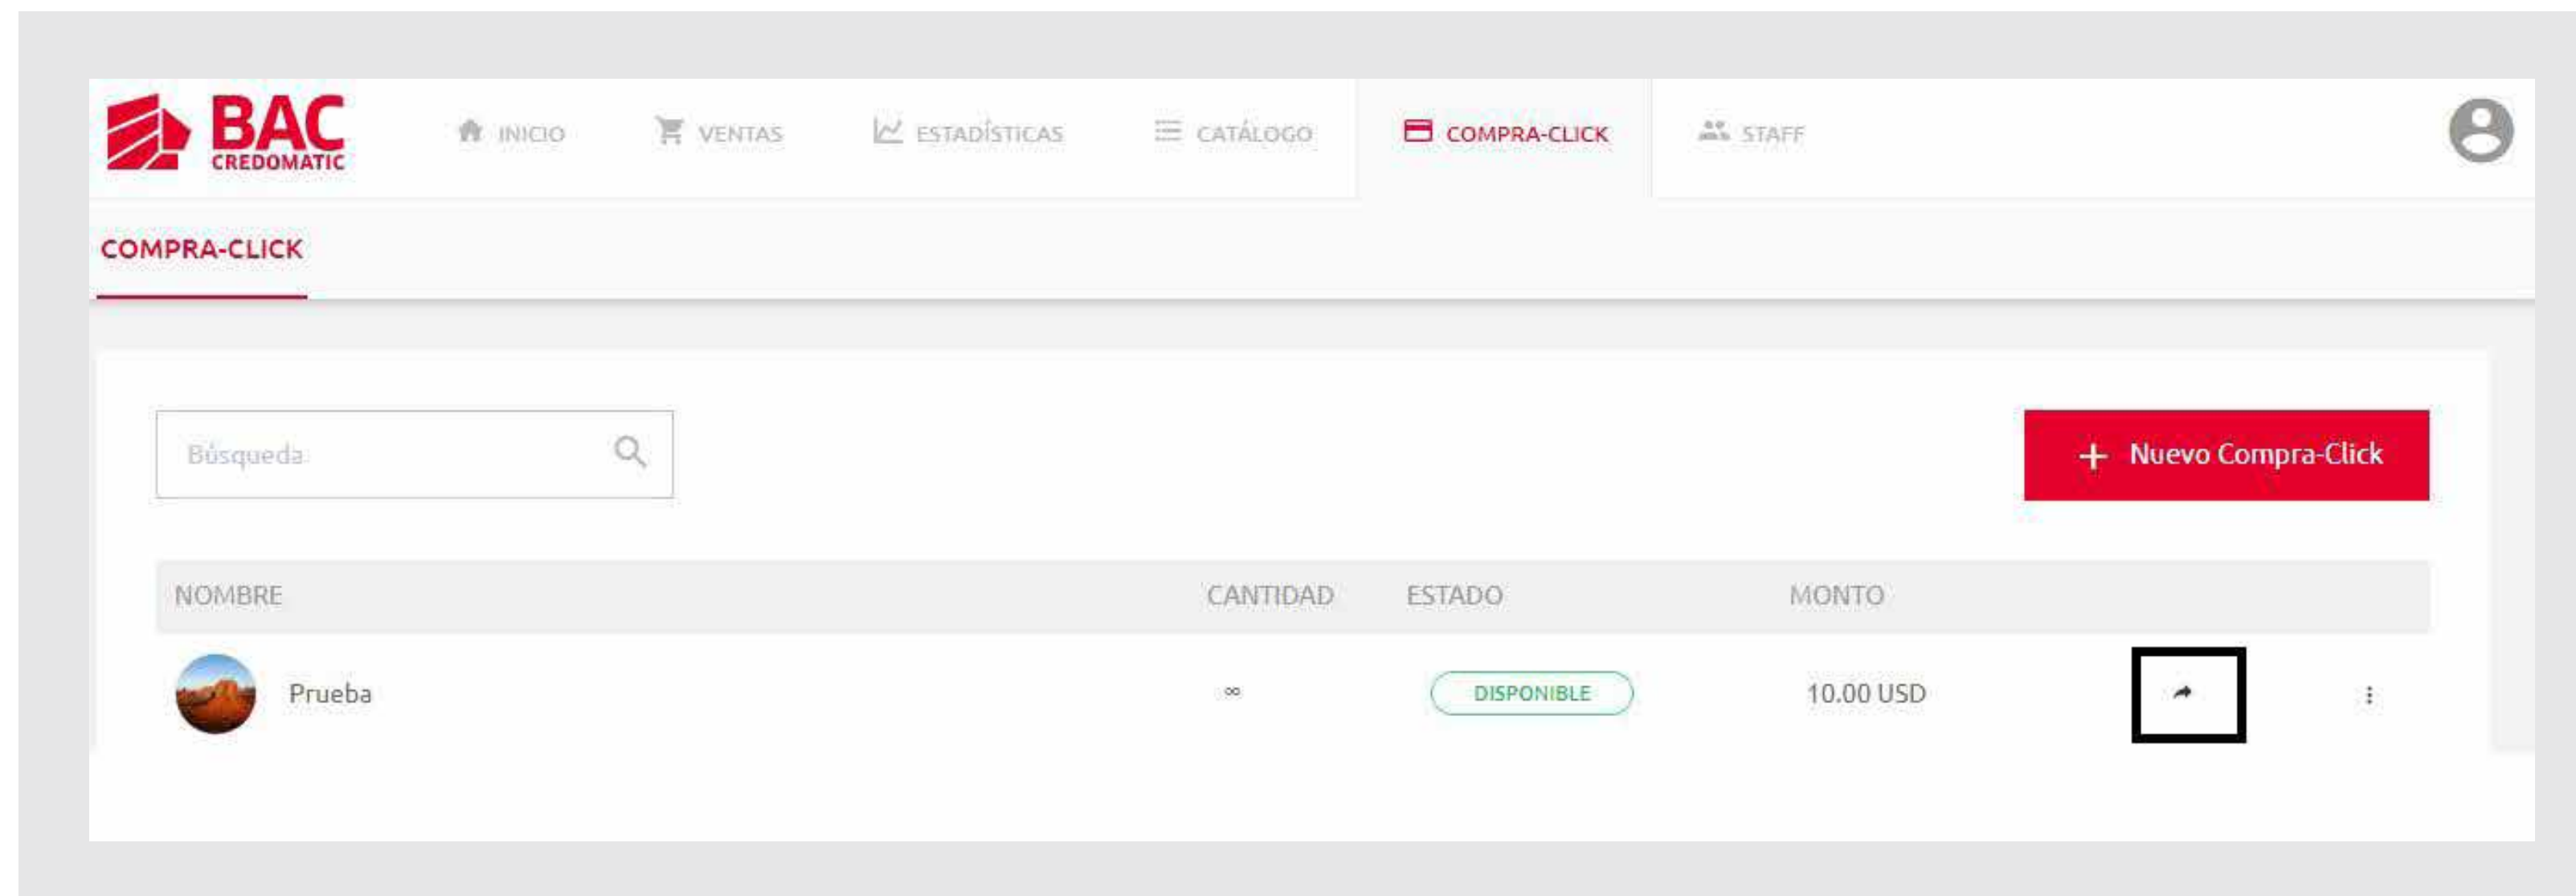 BAC
CREDOMATIC
INICIO
VENTAS
ESTADÍSTICAS
CATÁLOGO
COMPRA-CLICK
STAFF
COMPRA-CLICK
Búsqueda
+ Nuevo Compra-Click
NOMBRE CANTIDAD ESTADO MONTO
Prueba ∞ DISPONIBLE 10.00 USD